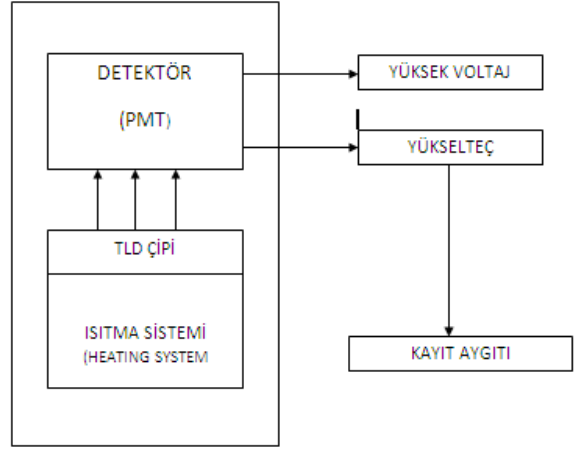 DETEKTÖR
(PMT)
YÜKSEK VOLTAJ
YÜKSELTEÇ
TLD ÇİPİ
ISITMA SİSTEMİ
(HEATING SYSTEM
KAYIT AYGITI